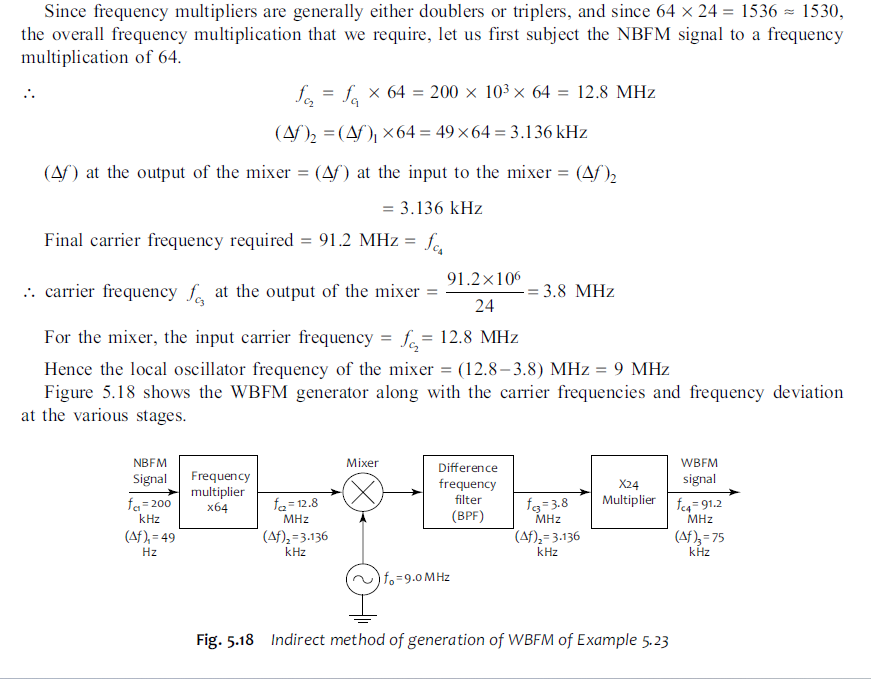 Since frequency multipliers are generally either doublers or triplers, and since 64 × 24 = 1536 ≈ 1530,
the overall frequency multiplication that we require, let us first subject the NBFM signal to a frequency
multiplication of 64.
∴ f_c₂ = f_c₁ × 64 = 200 × 10³ × 64 = 12.8 MHz
(Δf)₂ = (Δf)₁ × 64 = 49 × 64 = 3.136 kHz
(Δf) at the output of the mixer = (Δf) at the input to the mixer = (Δf)₂
= 3.136 kHz
Final carrier frequency required = 91.2 MHz = f_c₄
∴ carrier frequency f_c₃ at the output of the mixer = 91.2×10⁶ / 24 = 3.8 MHz
For the mixer, the input carrier frequency = f_c₂ = 12.8 MHz
Hence the local oscillator frequency of the mixer = (12.8–3.8) MHz = 9 MHz
Figure 5.18 shows the WBFM generator along with the carrier frequencies and frequency deviation
at the various stages.
NBFM
Signal
f_c1 = 200
kHz
(Δf)₁ = 49
Hz
Frequency
multiplier
x64
f_c2 = 12.8
MHz
(Δf)₂ = 3.136
kHz
Mixer
f₀ = 9.0 MHz
Difference
frequency
filter
(BPF)
f_c3 = 3.8
MHz
(Δf)₂ = 3.136
kHz
X24
Multiplier
WBFM
signal
f_c4 = 91.2
MHz
(Δf)₃ = 75
kHz
Fig. 5.18 Indirect method of generation of WBFM of Example 5.23